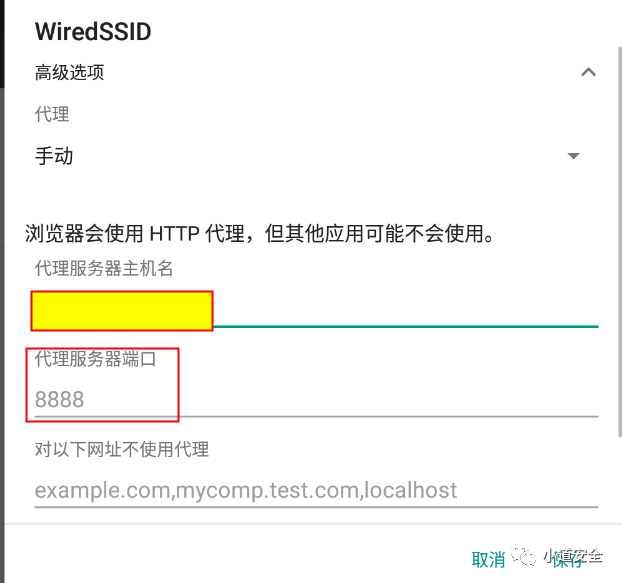 WiredSSID
高级选项
代理
手动
浏览器会使用 HTTP 代理，但其他应用可能不会使用。
代理服务器主机名
代理服务器端口
8888
对以下网址不使用代理
example.com,mycomp.test.com,localhost
取消 保存
小道安全